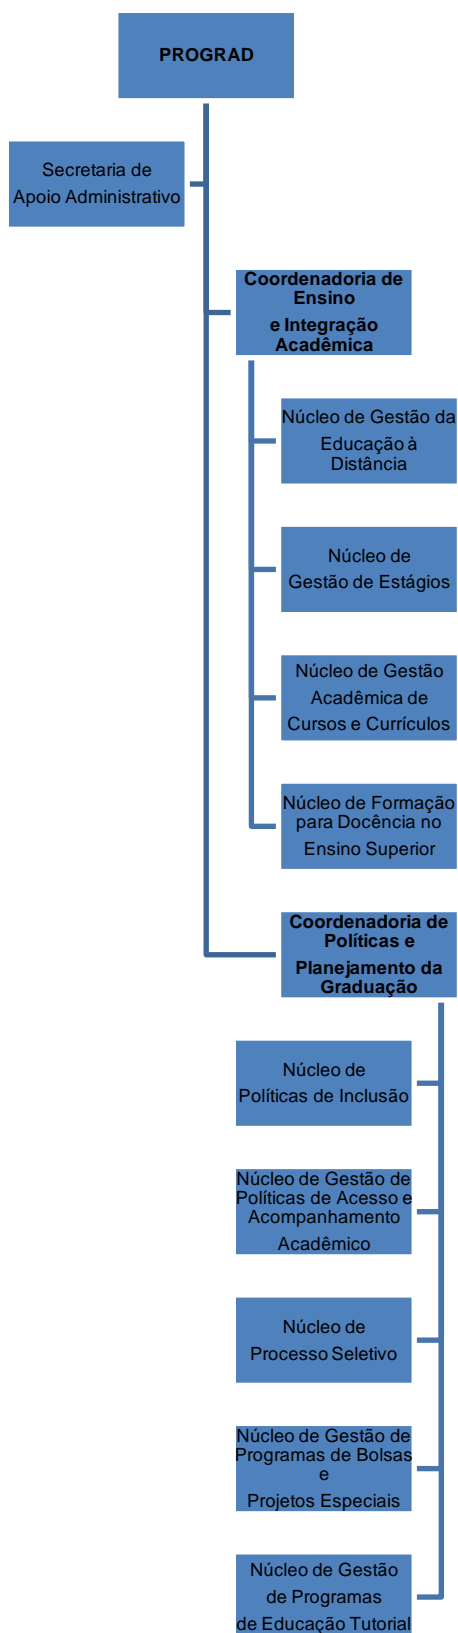 PROGRAD
Secretaria de
Apoio Administrativo
Coordenadoria de
Ensino
e Integração
Acadêmica
Núcleo de Gestão da
Educação à
Distância
Núcleo de
Gestão de Estágios
Núcleo de Gestão
Acadêmica de
Cursos e Currículos
Núcleo de Formação
para Docência no
Ensino Superior
Coordenadoria de
Políticas e
Planejamento da
Graduação
Núcleo de
Políticas de Inclusão
Núcleo de Gestão de
Políticas de Acesso e
Acompanhamento
Acadêmico
Núcleo de
Processo Seletivo
Núcleo de Gestão de
Programas de Bolsas
e
Projetos Especiais
Núcleo de Gestão
de Programas
de Educação Tutorial